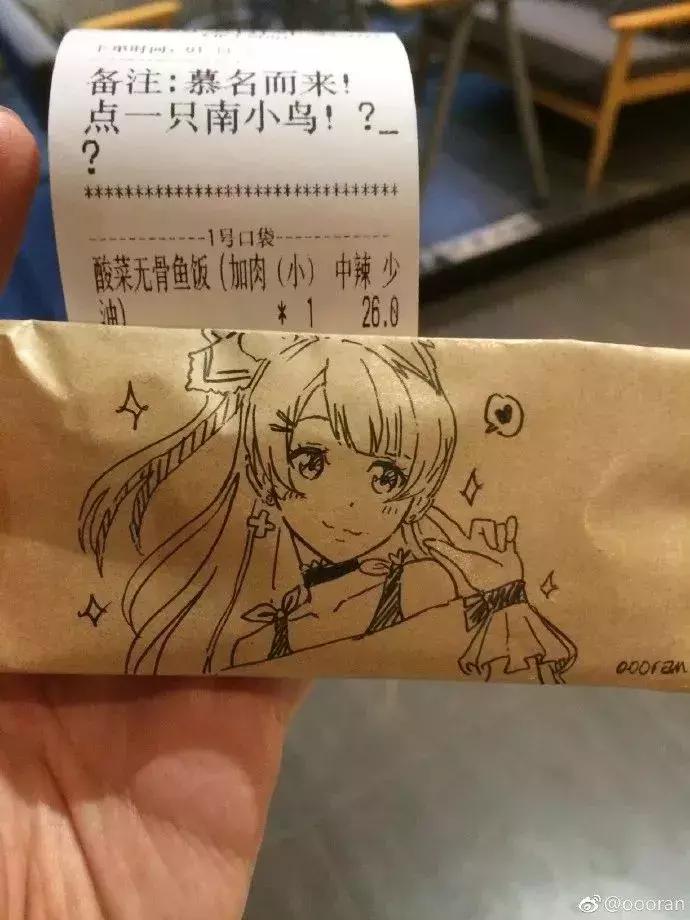 备注:慕名而来!
点一只南小鸟! ?_
?
********************************
------------1号口袋------------
酸菜无骨鱼饭(加肉(小) 中辣 少
油) * 1 26.0
oooran
@oooran